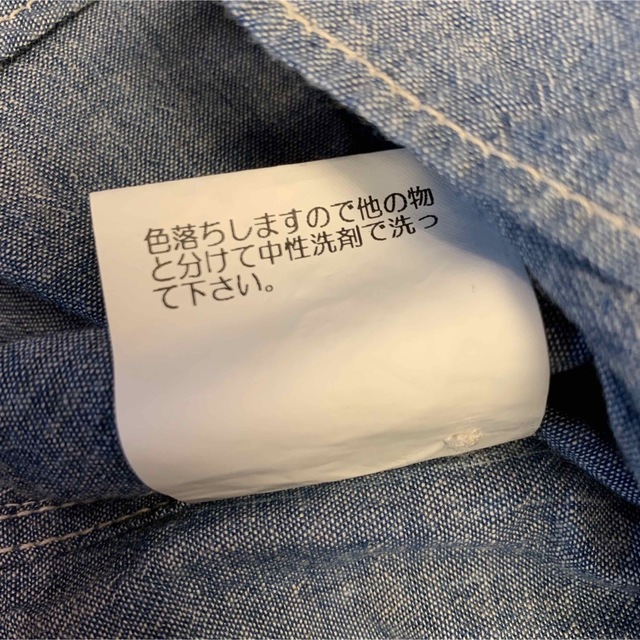 色落ちしますので他の物
と分けて中性洗剤で洗っ
て下さい。